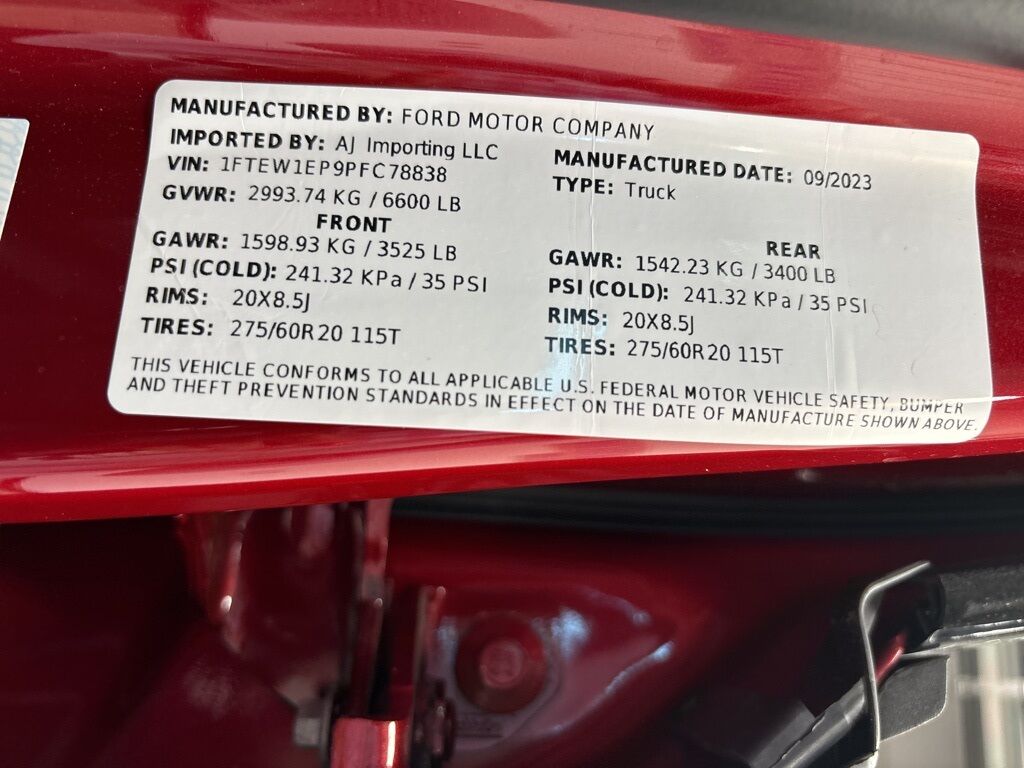 MANUFACTURED BY: FORD MOTOR COMPANY
IMPORTED BY: AJ Importing LLC
MANUFACTURED DATE: 09/2023
VIN: 1FTEW1EP9PFC78838
TYPE: Truck
GVWR: 2993.74 KG / 6600 LB
FRONT
GAWR: 1598.93 KG / 3525 LB
PSI (COLD): 241.32 KPa / 35 PSI
RIMS: 20X8.5J
TIRES: 275/60R20 115T
REAR
GAWR: 1542.23 KG / 3400 LB
PSI (COLD): 241.32 KPa / 35 PSI
RIMS: 20X8.5J
TIRES: 275/60R20 115T
THIS VEHICLE CONFORMS TO ALL APPLICABLE U.S. FEDERAL MOTOR VEHICLE SAFETY, BUMPER
AND THEFT PREVENTION STANDARDS IN EFFECT ON THE DATE OF MANUFACTURE SHOWN ABOVE.